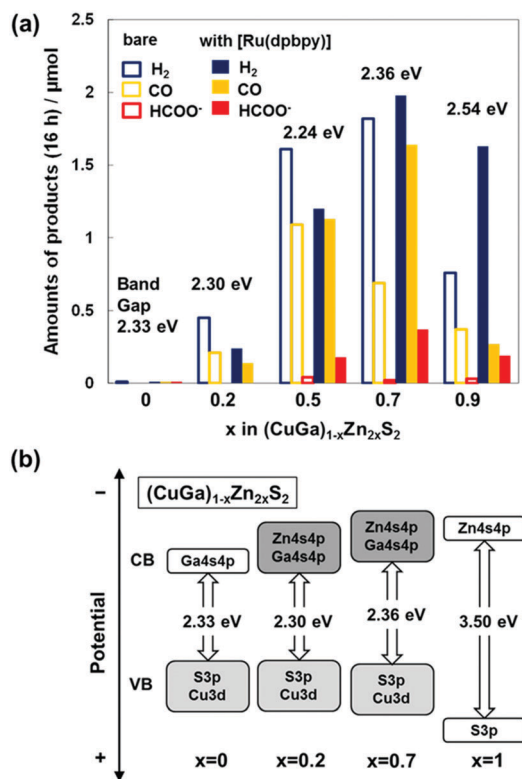 (a)
bare
H₂
CO
HCOO⁻
with [Ru(dpbpy)]
H₂
CO
HCOO⁻
Amounts of products (16 h) / μmol
2.5
2
1.5
1
0.5
0
Band
Gap
2.33 eV
2.30 eV
2.24 eV
2.36 eV
2.54 eV
0 0.2 0.5 0.7 0.9
x in (CuGa)₁₋ₓZn₂ₓS₂
(b)
(CuGa)₁₋ₓZn₂ₓS₂
−
Potential
+
CB
Ga4s4p
Zn4s4p
Ga4s4p
Zn4s4p
Ga4s4p
Zn4s4p
2.33 eV
2.30 eV
2.36 eV
3.50 eV
VB
S3p
Cu3d
S3p
Cu3d
S3p
Cu3d
S3p
x=0 x=0.2 x=0.7 x=1